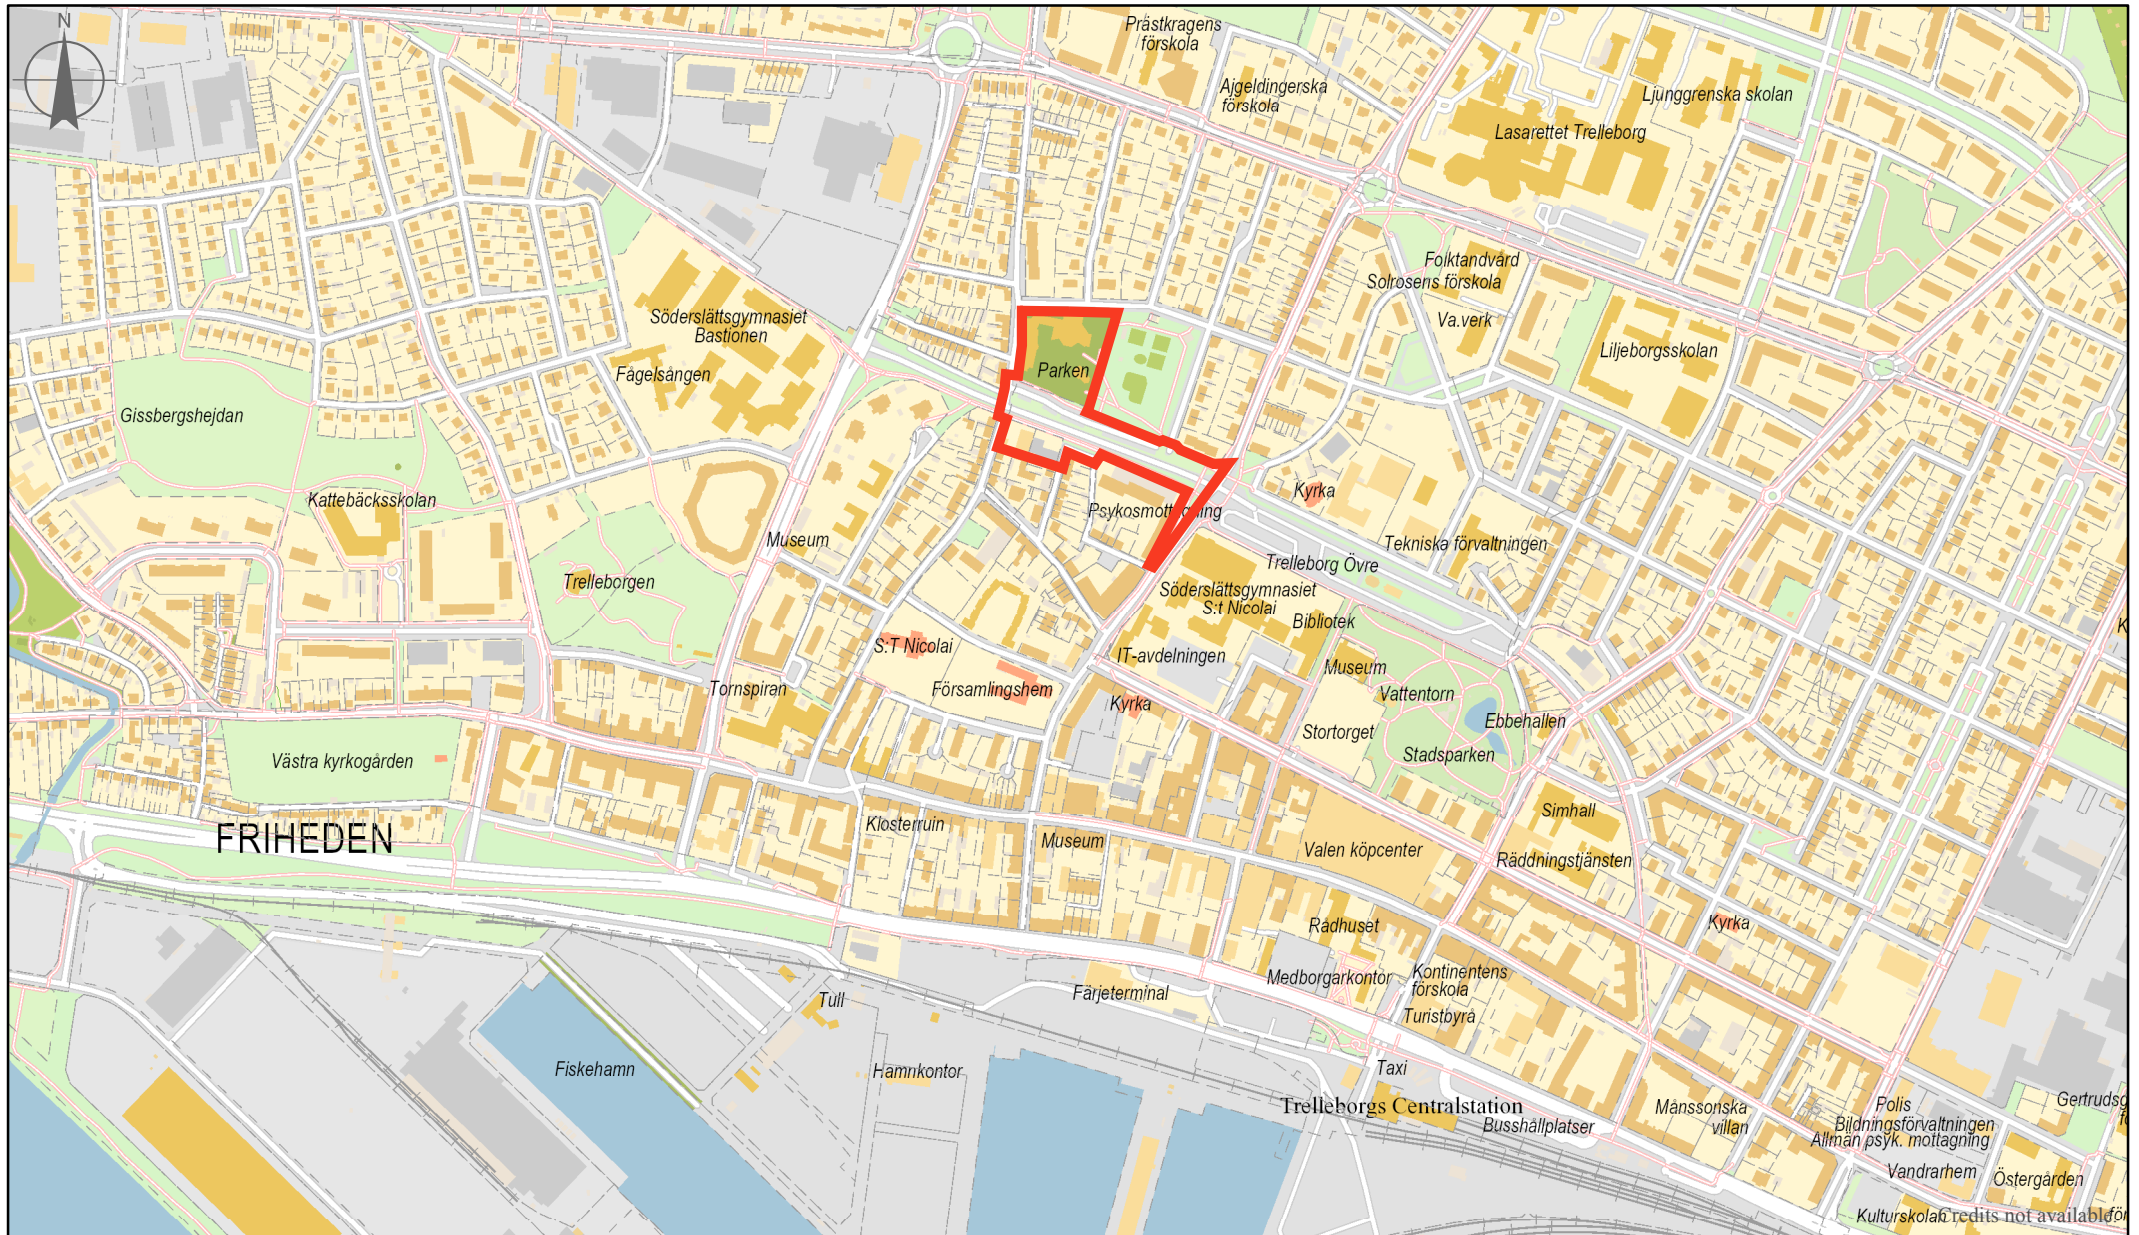 N
Prästkragens
förskola
Ajgeldingerska
förskola
Ljunggrenska skolan
Lasarettet Trelleborg
Folktandvård
Solrosens förskola
Va.verk
Liljeborgsskolan
Söderslättsgymnasiet
Bastionen
Fågelsången
Parken
Gissbergshejdan
Kattebäcksskolan
Kyrka
Psykosmottagning
Museum
Tekniska förvaltningen
Trelleborg Övre
Trelleborgen
Söderslättsgymnasiet
S:t Nicolai
Bibliotek
S:T Nicolai
IT-avdelningen
Museum
Tornspiran
Församlingshem
Vattentorn
Kyrka
Ebbehallen
Stortorget
Stadsparken
Västra kyrkogården
Simhall
Klosterruin
FRIHEDEN
Museum
Valen köpcenter
Räddningstjänsten
Rådhuset
Kyrka
Medborgarkontor
Kontinentens
förskola
Färjeterminal
Tull
Turistbyrå
Fiskehamn
Hamnkontor
Taxi
Trelleborgs Centralstation
Busshållplatser
Månssonska
villan
Polis
Bildningsförvaltningen
Allmän psyk. mottagning
Gertrudsg
Vandrarhem
Östergården
Kulturskolan
Credits not available
för